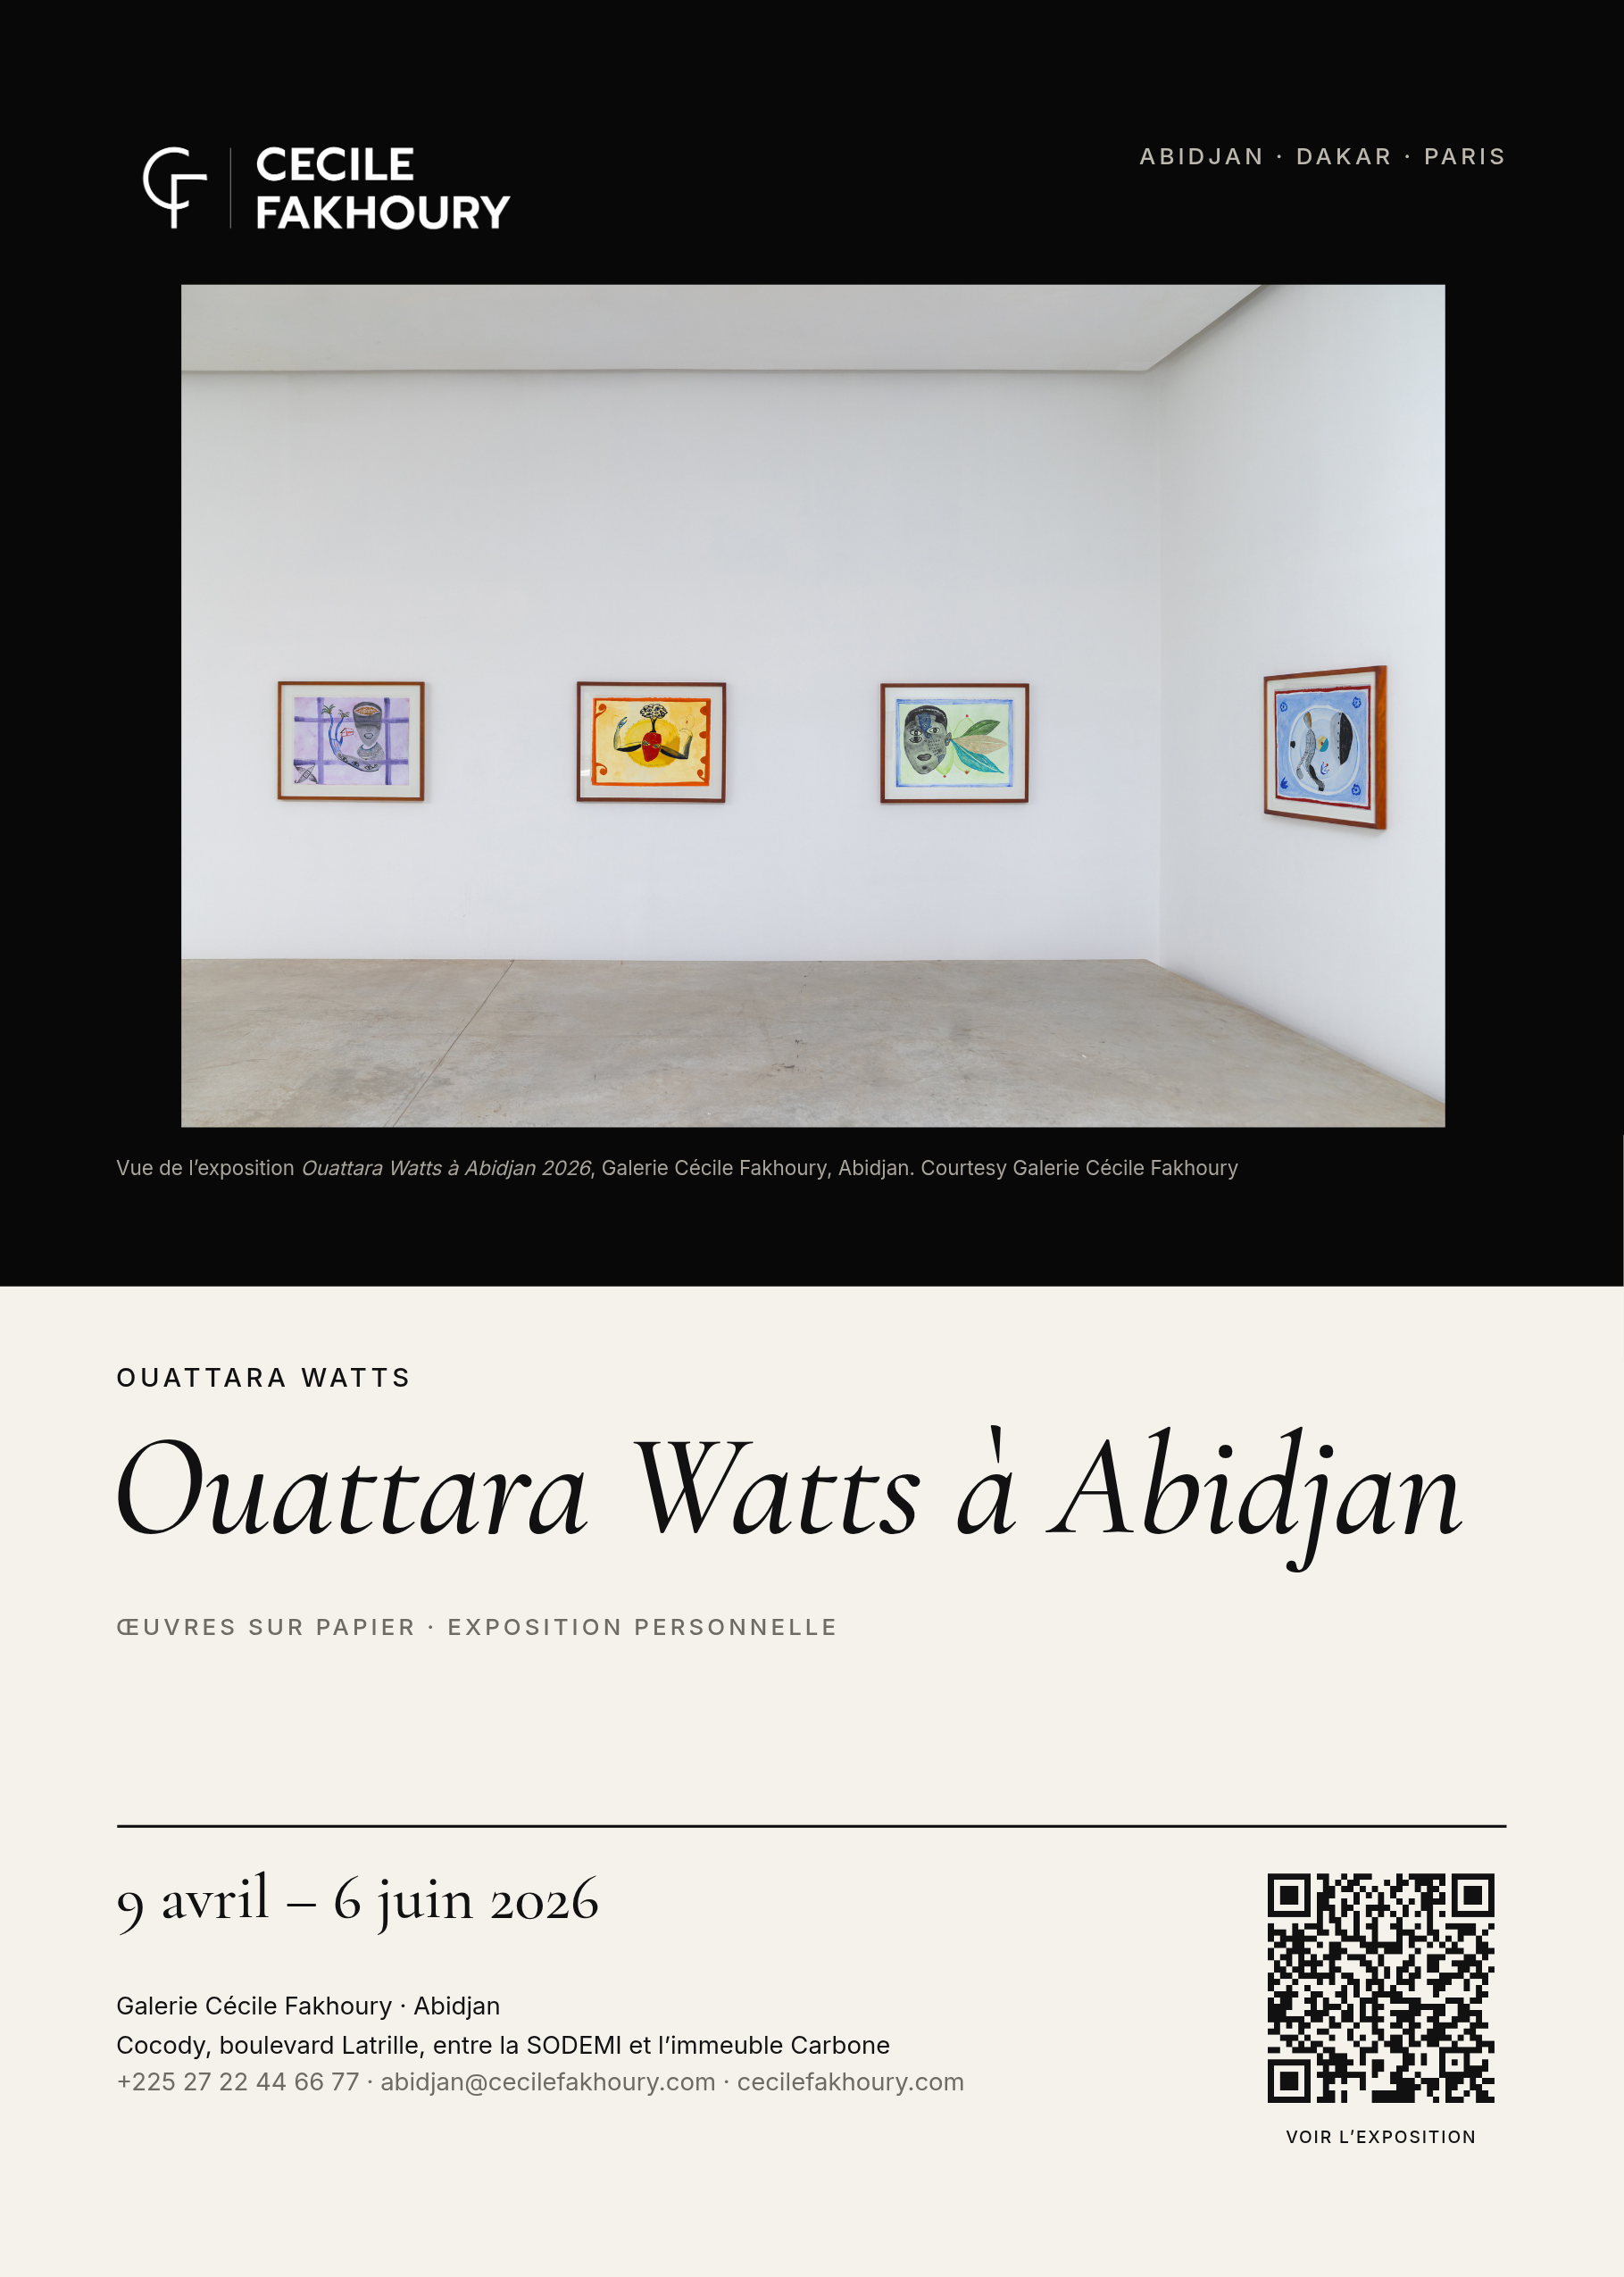 CECILE
FAKHOURY
ABIDJAN · DAKAR · PARIS
Vue de l’exposition Ouattara Watts à Abidjan 2026, Galerie Cécile Fakhoury, Abidjan. Courtesy Galerie Cécile Fakhoury
OUATTARA WATTS
Ouattara Watts à Abidjan
ŒUVRES SUR PAPIER · EXPOSITION PERSONNELLE
9 avril – 6 juin 2026
Galerie Cécile Fakhoury · Abidjan
Cocody, boulevard Latrille, entre la SODEMI et l’immeuble Carbone
+225 27 22 44 66 77 · abidjan@cecilefakhoury.com · cecilefakhoury.com
VOIR L’EXPOSITION